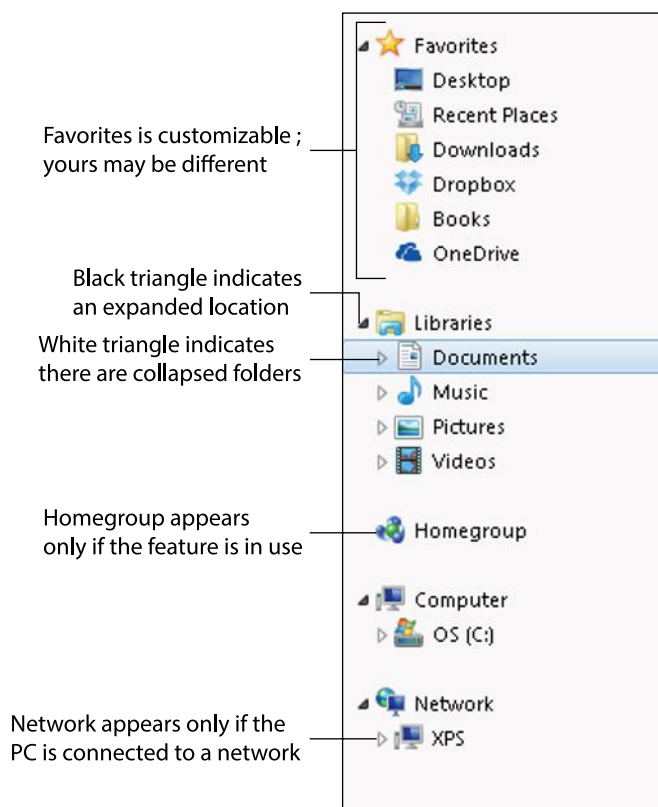 Favorites
Desktop
Recent Places
Downloads
Dropbox
Books
OneDrive
Favorites is customizable ;
yours may be different
Black triangle indicates
an expanded location
Libraries
White triangle indicates
there are collapsed folders
Documents
Music
Pictures
Videos
Homegroup appears
only if the feature is in use
Homegroup
Computer
OS (C:)
Network
Network appears only if the
PC is connected to a network
XPS